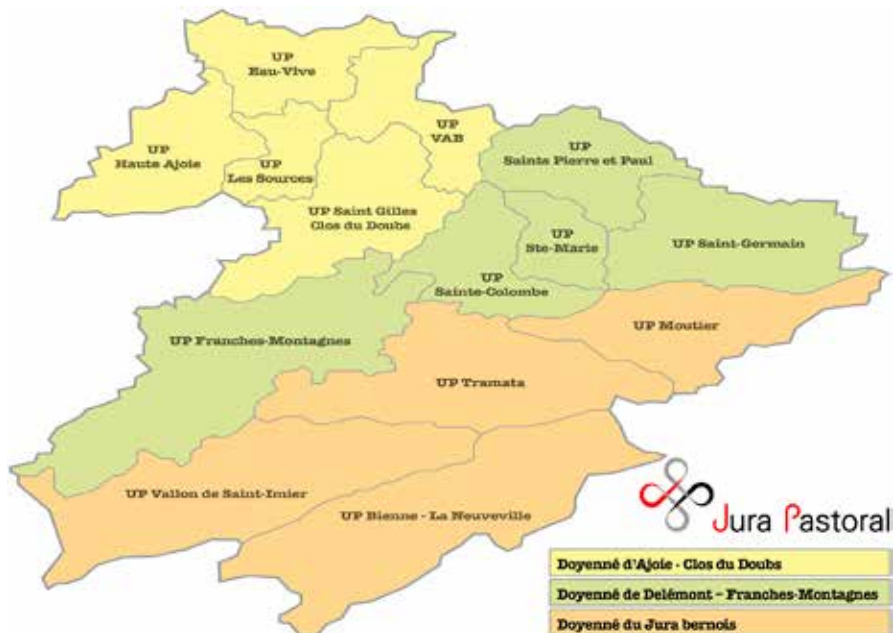 UP
Eau-Vive
UP
VAB
UP
Haute Ajoie
UP
Les Sources
UP
Saints Pierre et Paul
UP Saint Gilles
Clos du Doubs
UP
Ste-Marie
UP Saint-Germain
UP
Sainte-Colombe
UP Franches-Montagnes
UP Moutier
UP Tramata
UP Vallon de Saint-Imier
UP Bienne - La Neuveville
Jura Pastoral
Doyenné d'Ajoie - Clos du Doubs
Doyenné de Delémont – Franches-Montagnes
Doyenné du Jura bernois